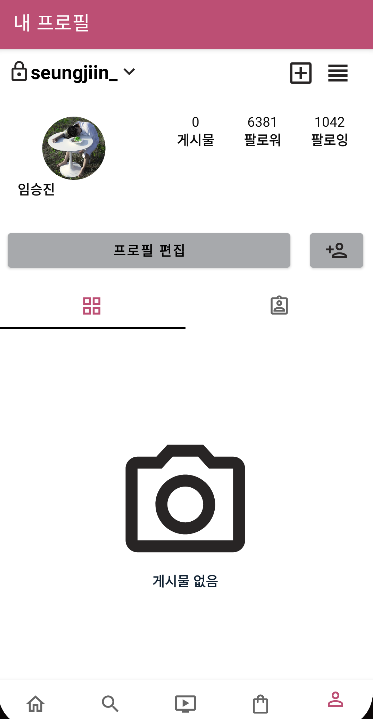 내 프로필
seungjiin_
0 6381 1042
게시물 팔로워 팔로잉
임승진
프로필 편집
게시물 없음